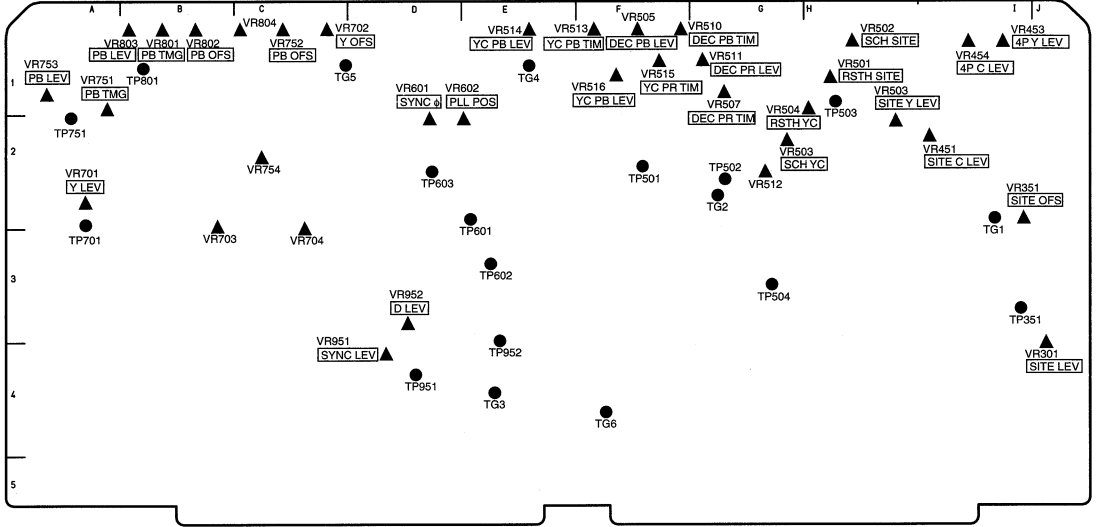 A B C D E F G H I J
1
2
3
4
5
VR803
PB LEV
VR801
PB TMG
VR802
PB OFS
VR804
VR752
PB OFS
VR702
Y OFS
VR514
YC PB LEV
VR513
YC PB TIM
VR505
DEC PB LEV
VR510
DEC PB TIM
VR502
SCH SITE
VR453
4P Y LEV
VR454
4P C LEV
VR753
PB LEV
VR751
PB TMG
TP801
TG5
TG4
VR511
DEC PR LEV
VR515
YC PR TIM
VR516
YC PB LEV
VR501
RSTH SITE
VR601
SYNC ϕ
VR602
PLL POS
VR507
DEC PR TIM
VR504
RSTH YC
TP503
VR503
SITE Y LEV
TP751
VR503
SCH YC
VR451
SITE C LEV
VR754
TP603
TP501
TP502
VR512
TG2
VR701
Y LEV
VR351
SITE OFS
TP701
VR703
VR704
TP601
TG1
TP602
TP504
VR952
D LEV
TP351
VR951
SYNC LEV
TP952
VR301
SITE LEV
TP951
TG3
TG6